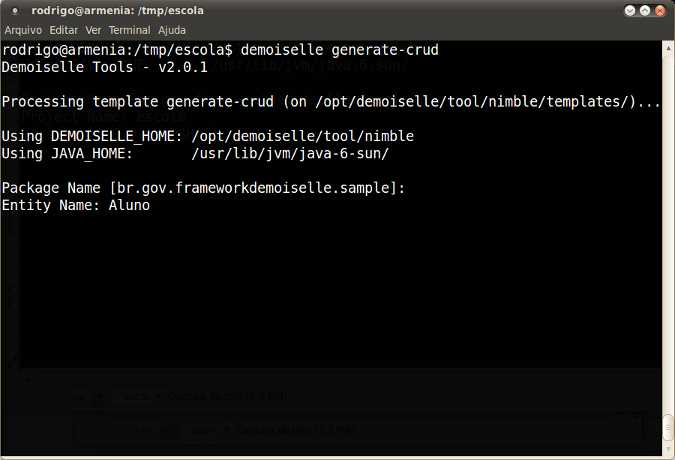 rodrigo@armenia: /tmp/escola
Arquivo Editar Ver Terminal Ajuda
rodrigo@armenia:/tmp/escola$ demoiselle generate-crud
Demoiselle Tools - v2.0.1
Processing template generate-crud (on /opt/demoiselle/tool/nimble/templates/)...
Using DEMOISELLE_HOME: /opt/demoiselle/tool/nimble
Using JAVA_HOME: /usr/lib/jvm/java-6-sun/
Package Name [br.gov.frameworkdemoiselle.sample]:
Entity Name: Aluno